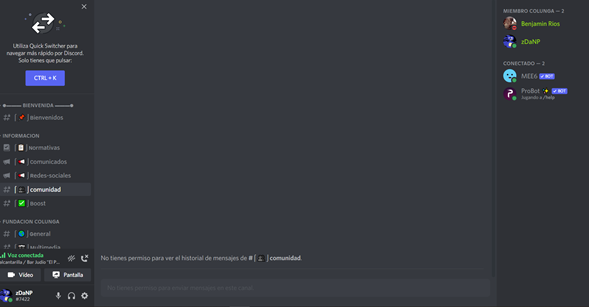 Utiliza Quick Switcher para
navegar más rápido por Discord.
Solo tienes que pulsar:
CTRL + K
BIENVENIDA
Bienvenidos
INFORMACION
Normativas
Comunicados
Redes-sociales
comunidad
Boost
FUNDACION COLUNGA
General
Multimedia
Voz conectada
alcantarilla / Bar Judia "El P...
Vídeo
Pantalla
zDaNP
#7422
No tienes permiso para ver el historial de mensajes de # [ ] comunidad.
No tienes permiso para enviar mensajes en este canal.
MIEMBRO COLUNGA — 2
Benjamin Rios
zDaNP
CONECTADO — 2
MEE6 ✓ BOT
ProBot ✨ ✓ BOT
Jugando a /help